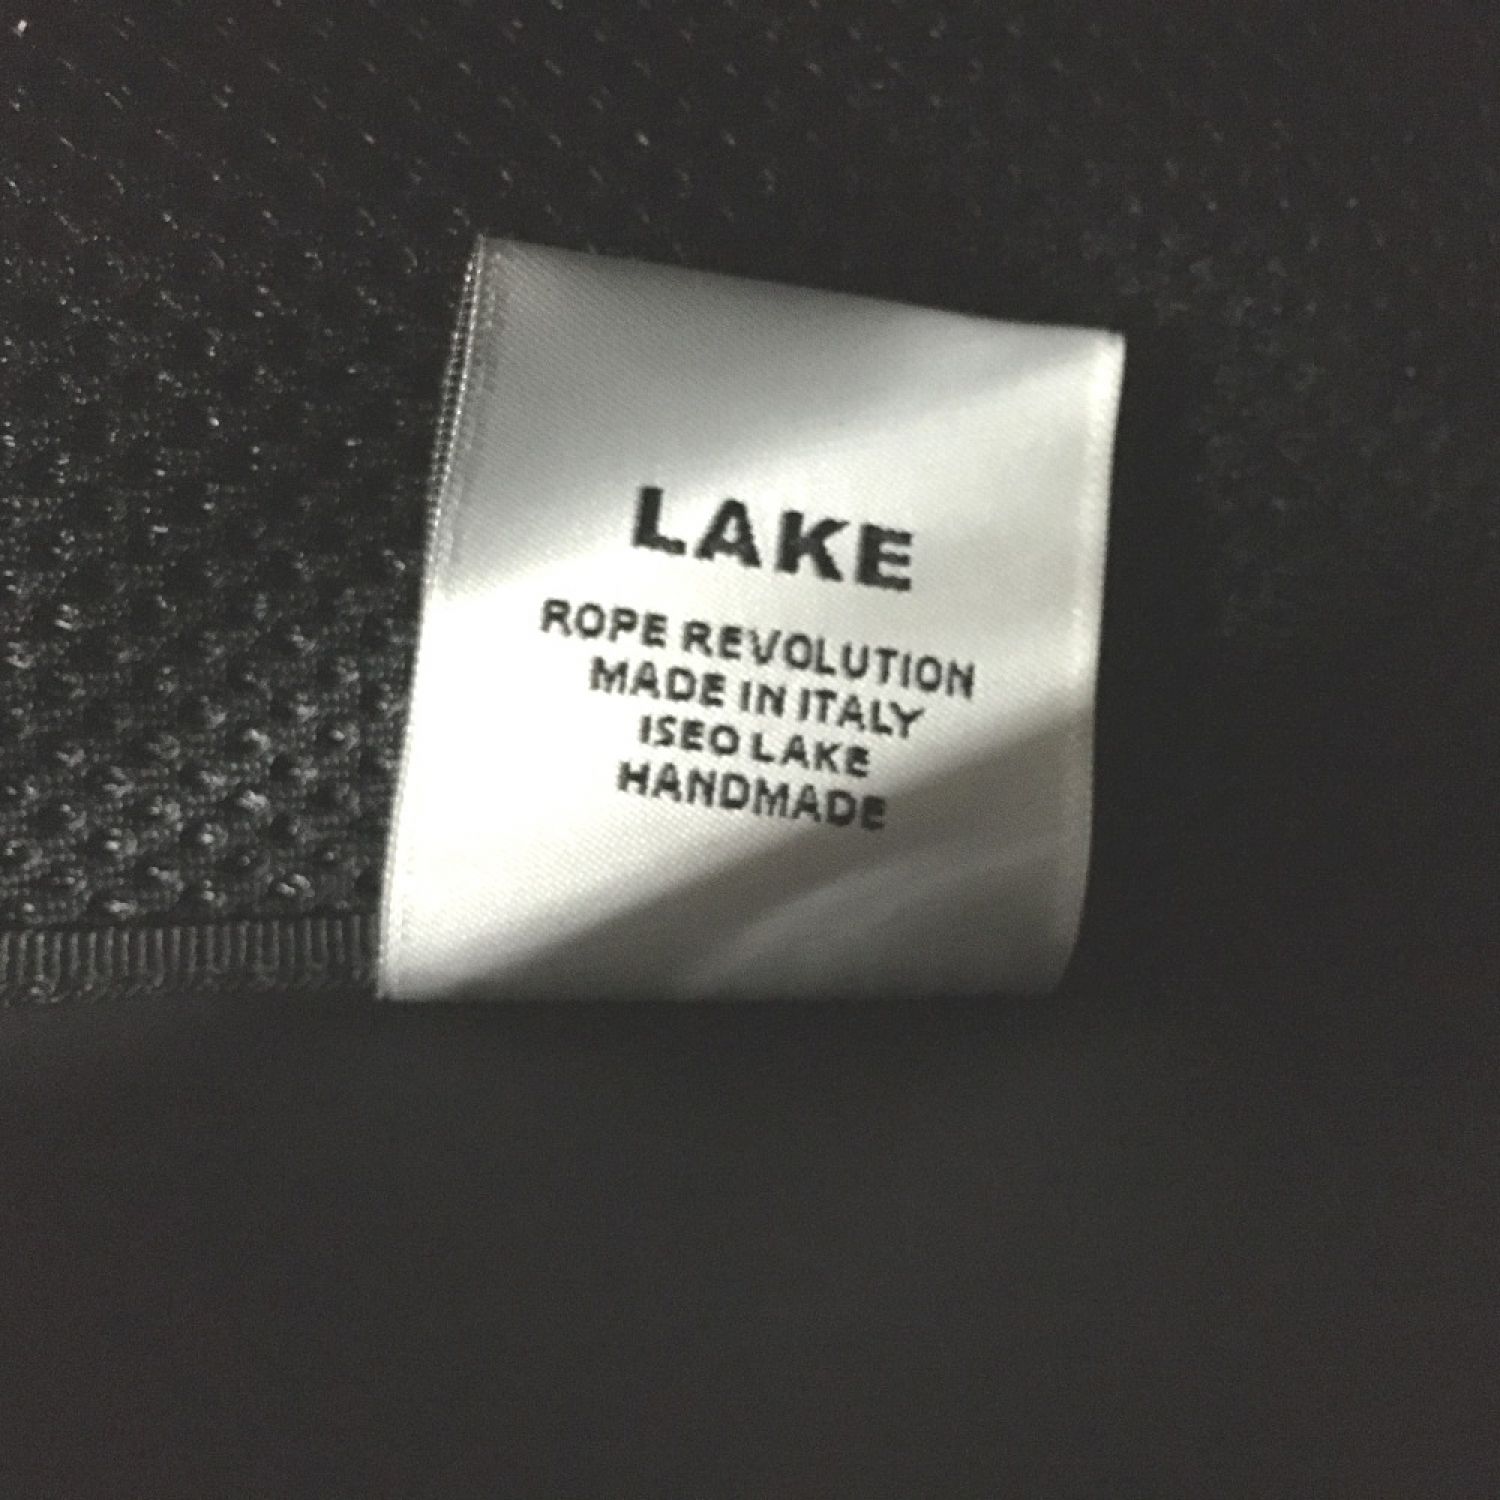 LAKE
ROPE REVOLUTION
MADE IN ITALY
ISEO LAKE
HANDMADE